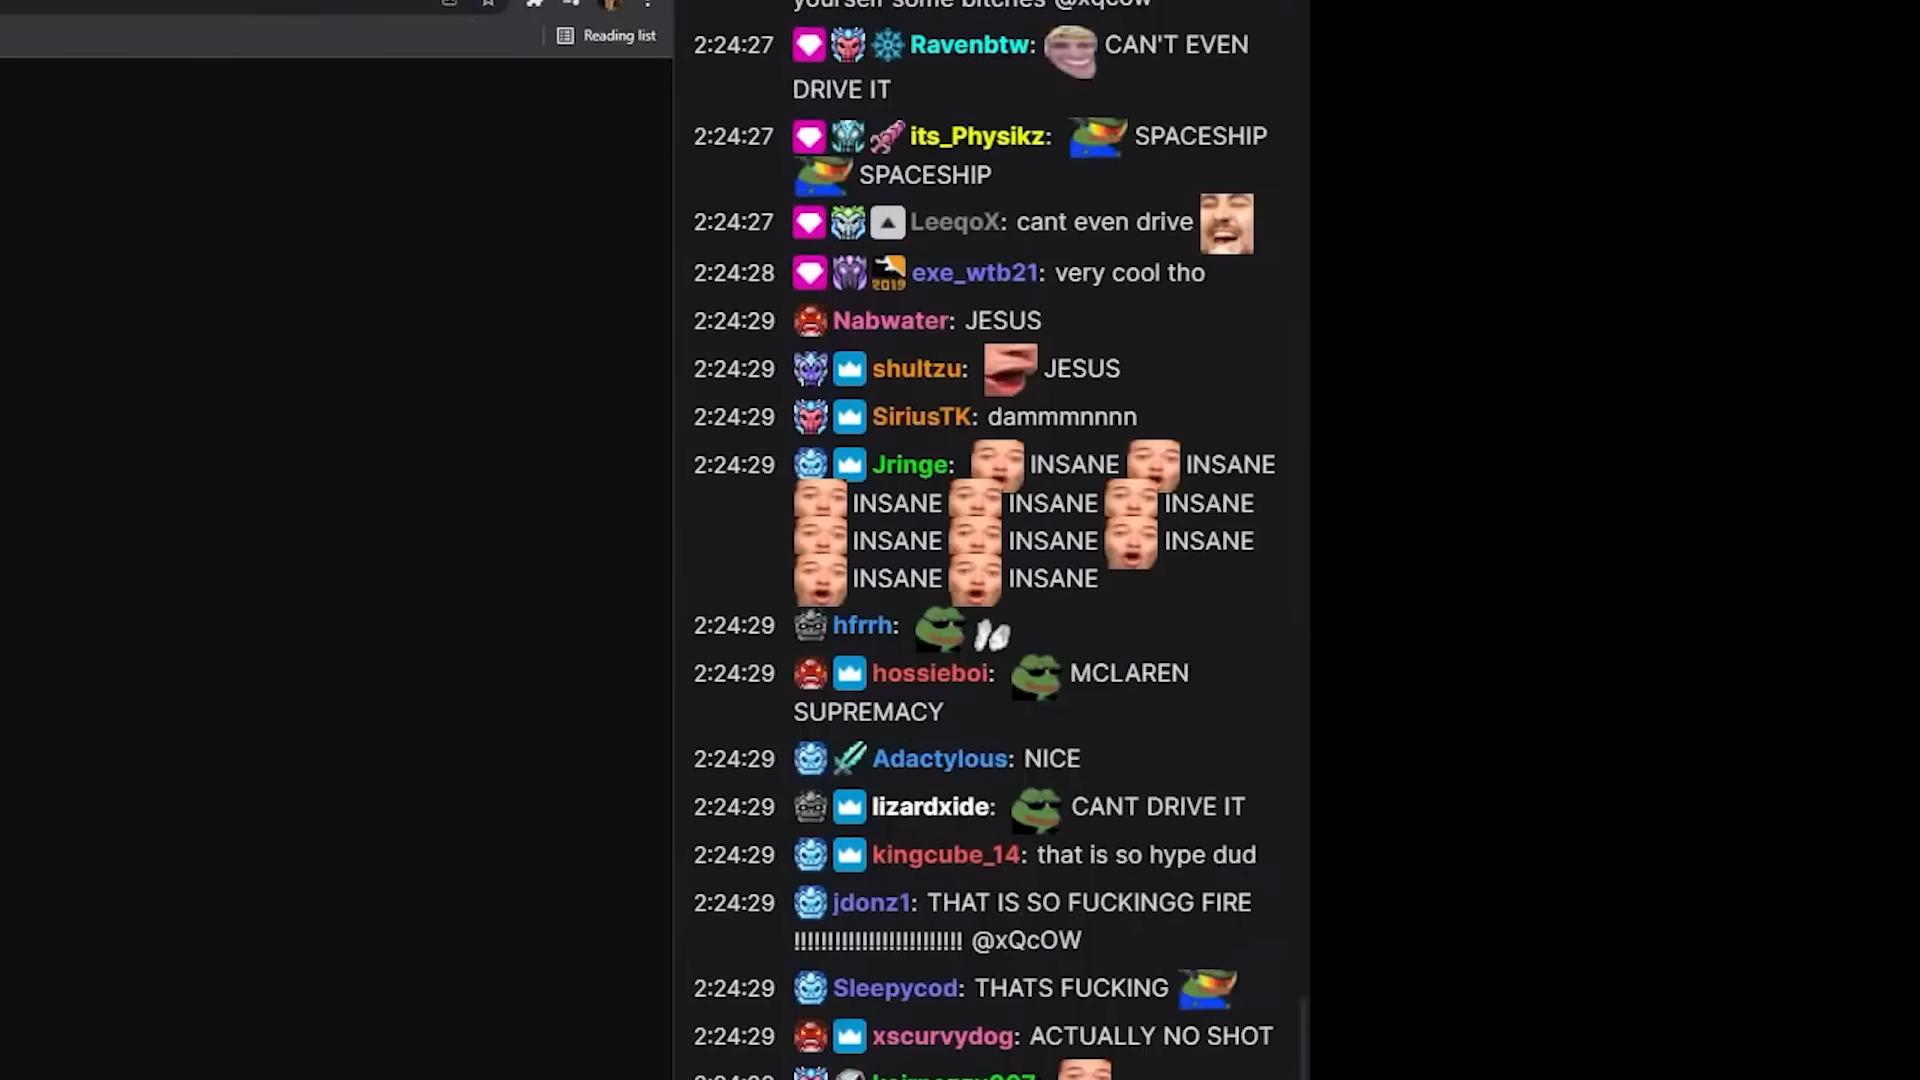 yourself some bitches @xqcow
Reading list
2:24:27 Ravenbtw: CAN'T EVEN
DRIVE IT
2:24:27 its_Physikz: SPACESHIP
SPACESHIP
2:24:27 LeeqoX: cant even drive
2:24:28 2019 exe_wtb21: very cool tho
2:24:29 Nabwater: JESUS
2:24:29 shultzu: JESUS
2:24:29 SiriusTK: dammmnnnn
2:24:29 Jringe: INSANE INSANE
INSANE INSANE INSANE
INSANE INSANE INSANE
INSANE INSANE
2:24:29 hfrrh:
2:24:29 hossieboi: MCLAREN
SUPREMACY
2:24:29 Adactylous: NICE
2:24:29 lizardxide: CANT DRIVE IT
2:24:29 kingcube_14: that is so hype dud
2:24:29 jdonz1: THAT IS SO FUCKINGG FIRE
!!!!!!!!!!!!!!!!!!!!!!!!!! @xQcOW
2:24:29 Sleepycod: THATS FUCKING
2:24:29 xscurvydog: ACTUALLY NO SHOT